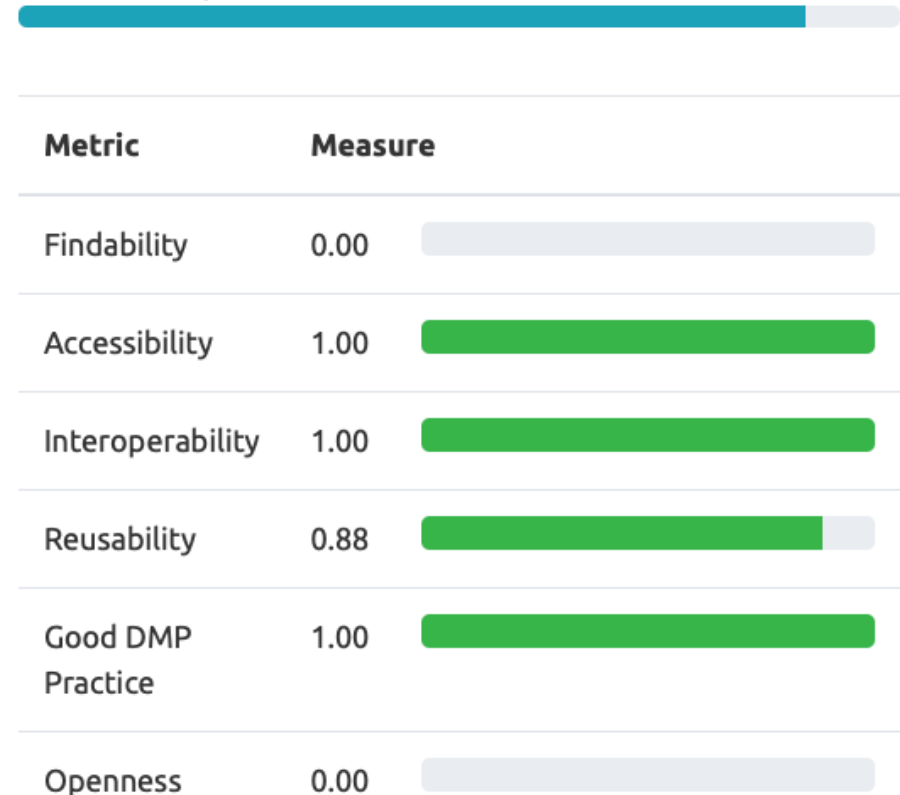 Metric Measure
Findability 0.00
Accessibility 1.00
Interoperability 1.00
Reusability 0.88
Good DMP 1.00
Practice
Openness 0.00